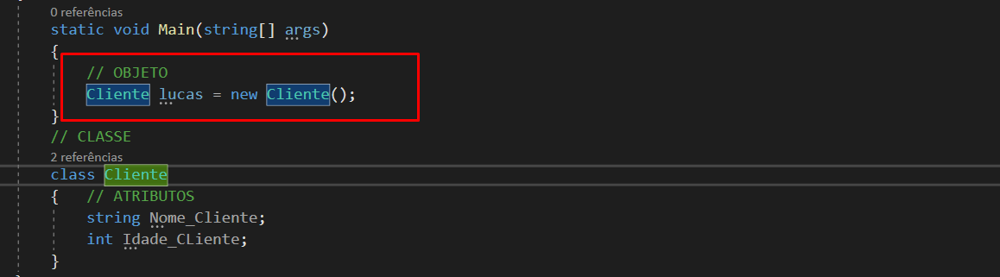 0 referências
static void Main(string[] args)
{
// OBJETO
Cliente lucas = new Cliente();
}
// CLASSE
2 referências
class Cliente
{ // ATRIBUTOS
string Nome_Cliente;
int Idade_CLiente;
}